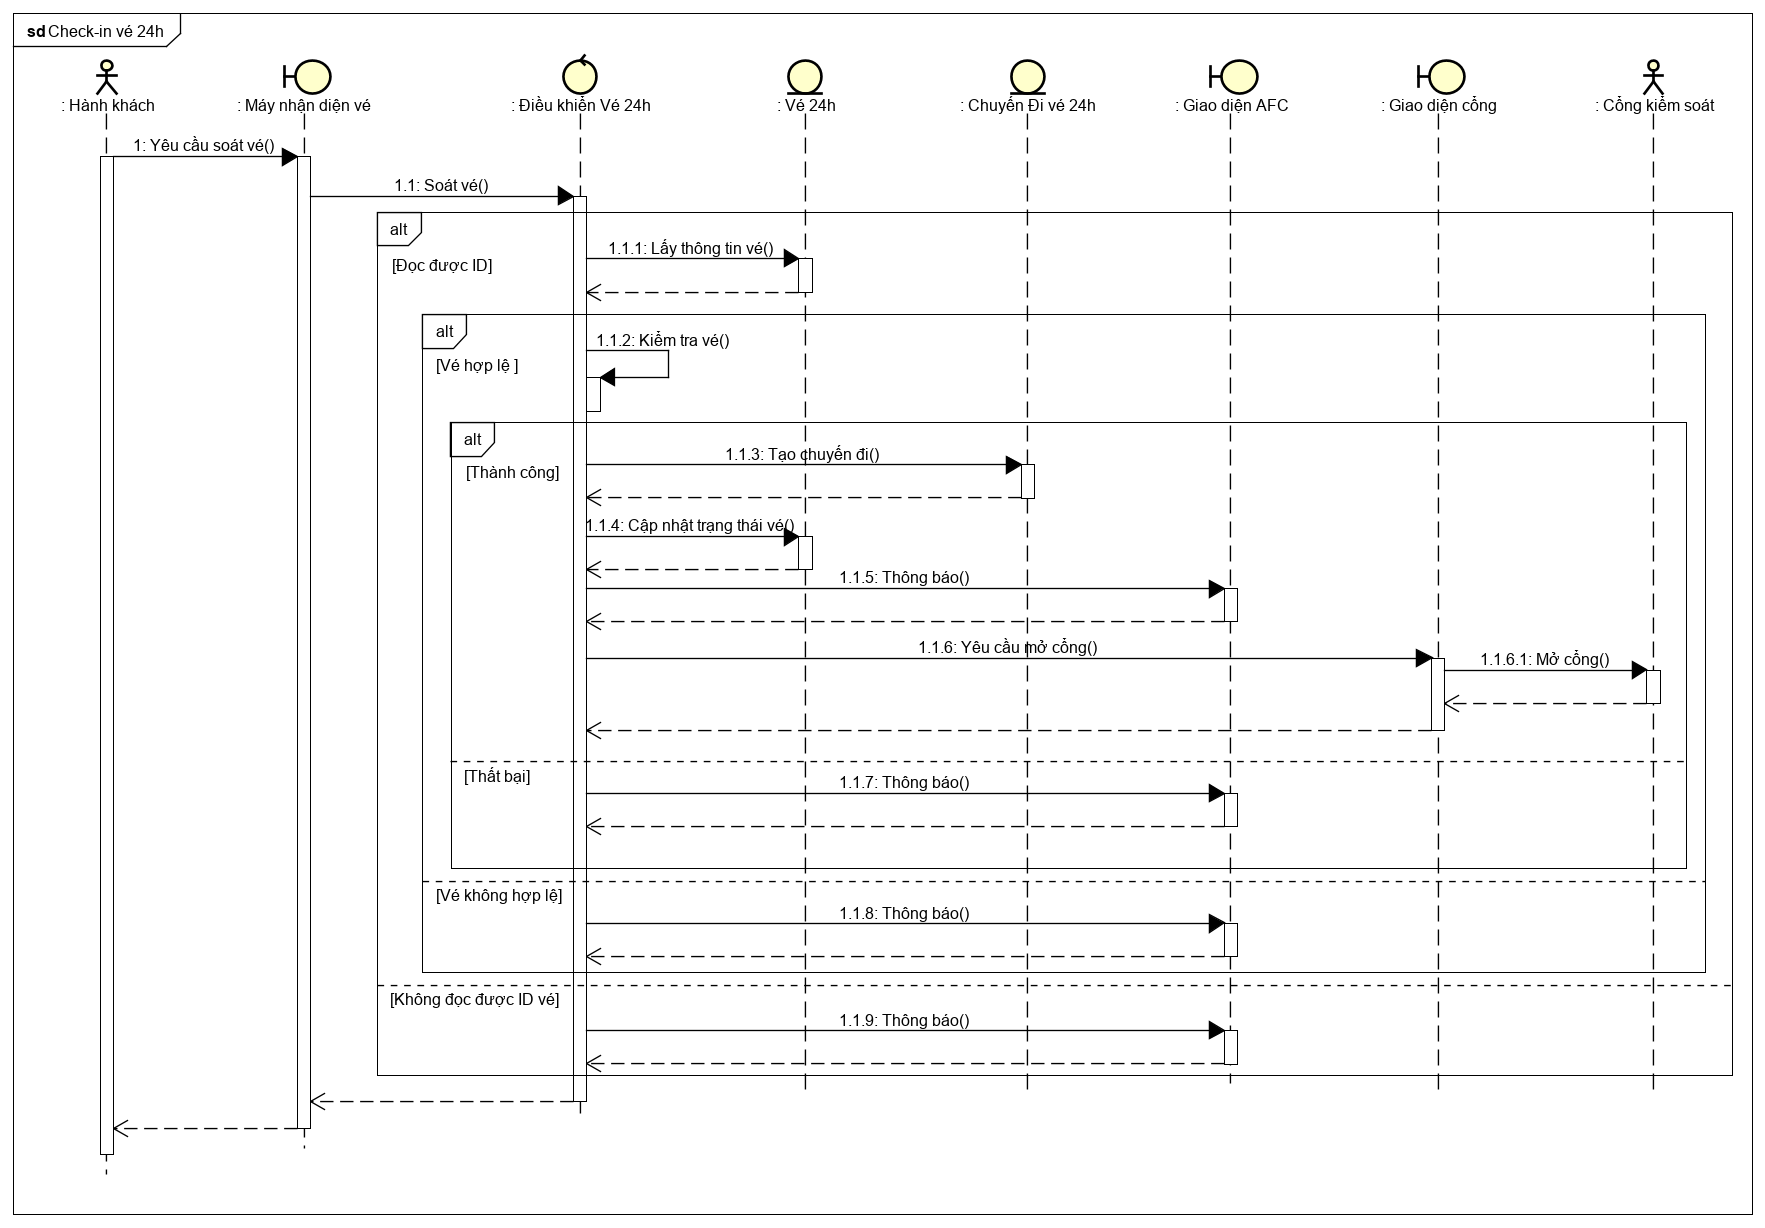 sd Check-in vé 24h
: Hành khách
: Máy nhận diện vé
: Điều khiển Vé 24h
: Vé 24h
: Chuyến Đi vé 24h
: Giao diện AFC
: Giao diện cổng
: Cổng kiểm soát
1: Yêu cầu soát vé()
1.1: Soát vé()
alt
[Đọc được ID]
1.1.1: Lấy thông tin vé()
alt
[Vé hợp lệ ]
1.1.2: Kiểm tra vé()
alt
[Thành công]
1.1.3: Tạo chuyến đi()
1.1.4: Cập nhật trạng thái vé()
1.1.5: Thông báo()
1.1.6: Yêu cầu mở cổng()
1.1.6.1: Mở cổng()
[Thất bại]
1.1.7: Thông báo()
[Vé không hợp lệ]
1.1.8: Thông báo()
[Không đọc được ID vé]
1.1.9: Thông báo()